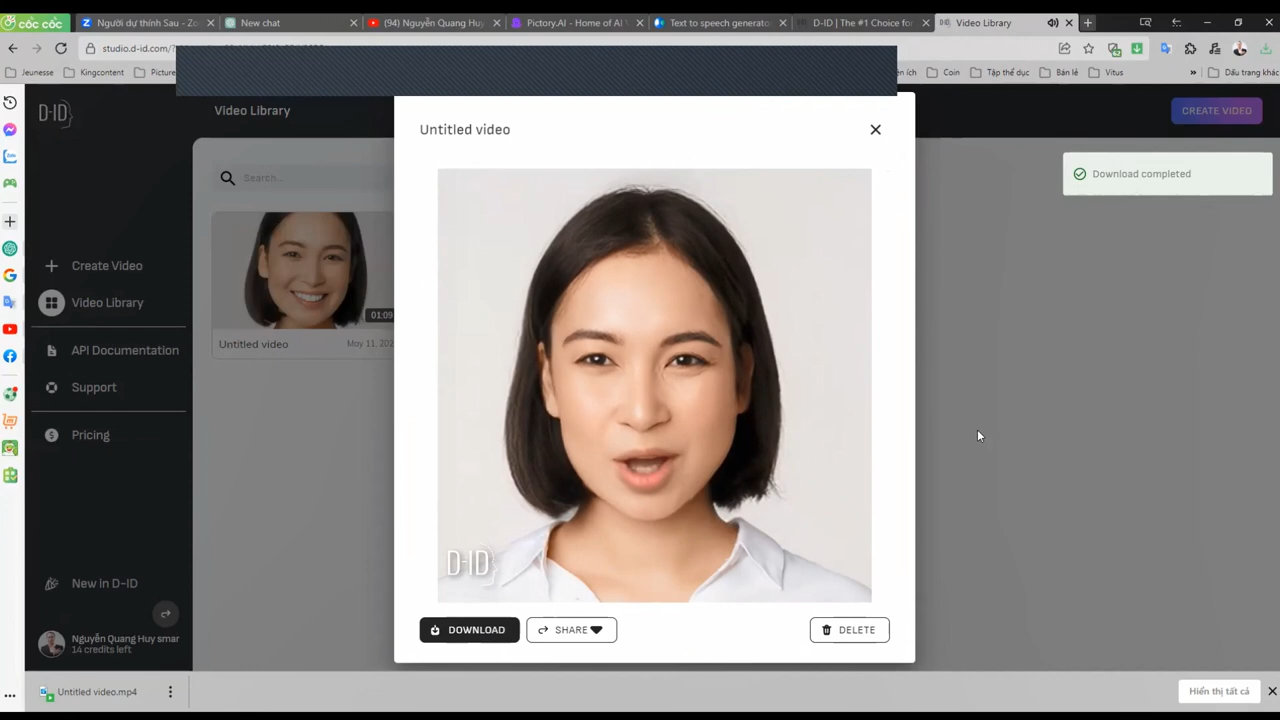 cốc cốc
Người dự thính Sau - Zo
New chat
(94) Nguyễn Quang Huy
Pictory.AI - Home of AI V
Text to speech generato
D-ID | The #1 Choice for
Video Library
studio.d-id.com/?
Jeunesse
Kingcontent
Picture
ện ích
Coin
Tập thể dục
Bán lẻ
Vitus
»
Dấu trang khác
D-ID
Video Library
Untitled video
CREATE VIDEO
Search...
Download completed
Create Video
Video Library
01:09
Untitled video
May 11, 202
API Documentation
Support
Pricing
D-ID
New in D-ID
DOWNLOAD
SHARE
DELETE
Nguyễn Quang Huy smar
14 credits left
Untitled video.mp4
Hiển thị tất cả